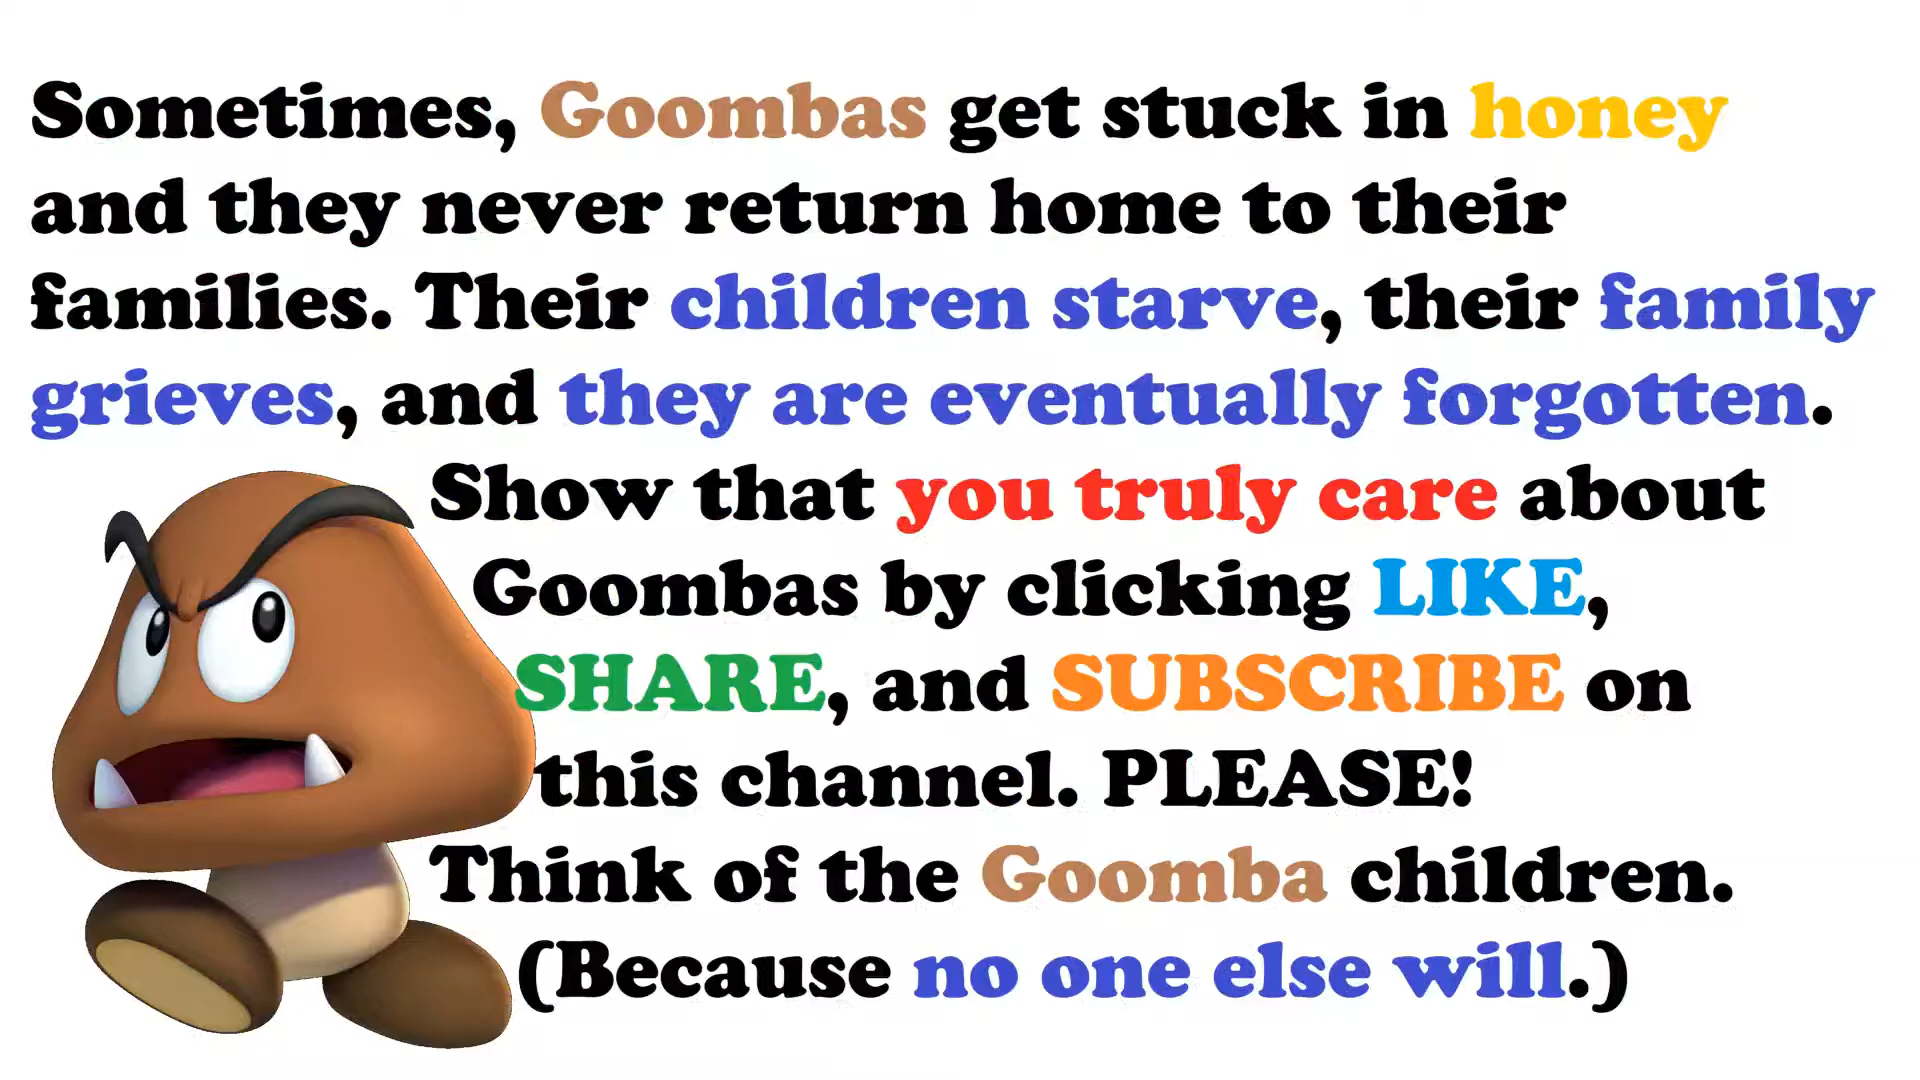 Sometimes, Goombas get stuck in honey
and they never return home to their
families. Their children starve, their family
grieves, and they are eventually forgotten.
Show that you truly care about
Goombas by clicking LIKE,
SHARE, and SUBSCRIBE on
this channel. PLEASE!
Think of the Goomba children.
(Because no one else will.)